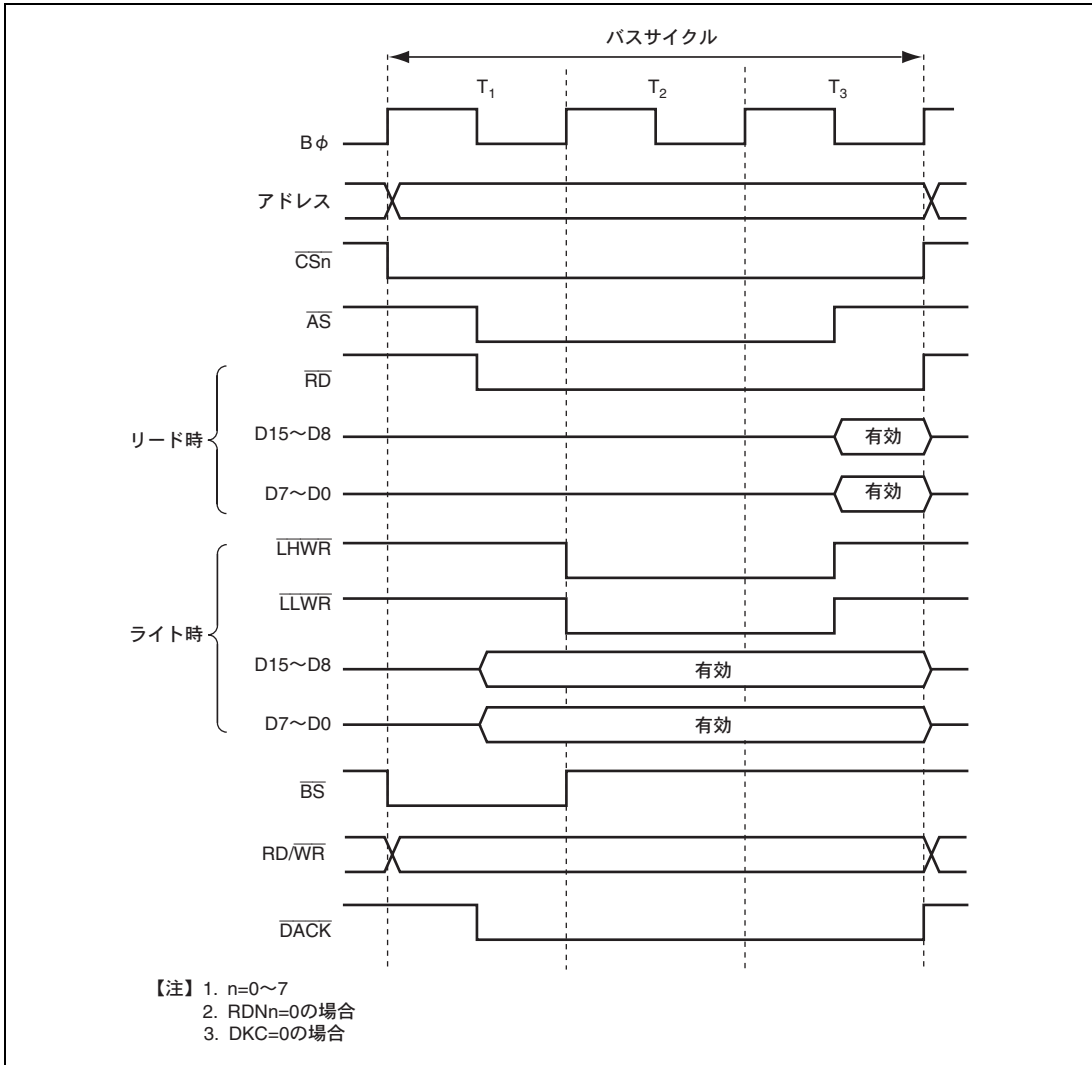 バスサイクル
T1 T2 T3
Bφ
アドレス
CSn
AS
RD
リード時
D15～D8 有効
D7～D0 有効
LHWR
LLWR
ライト時
D15～D8 有効
D7～D0 有効
BS
RD/WR
DACK
【注】 1. n=0～7
2. RDNn=0の場合
3. DKC=0の場合